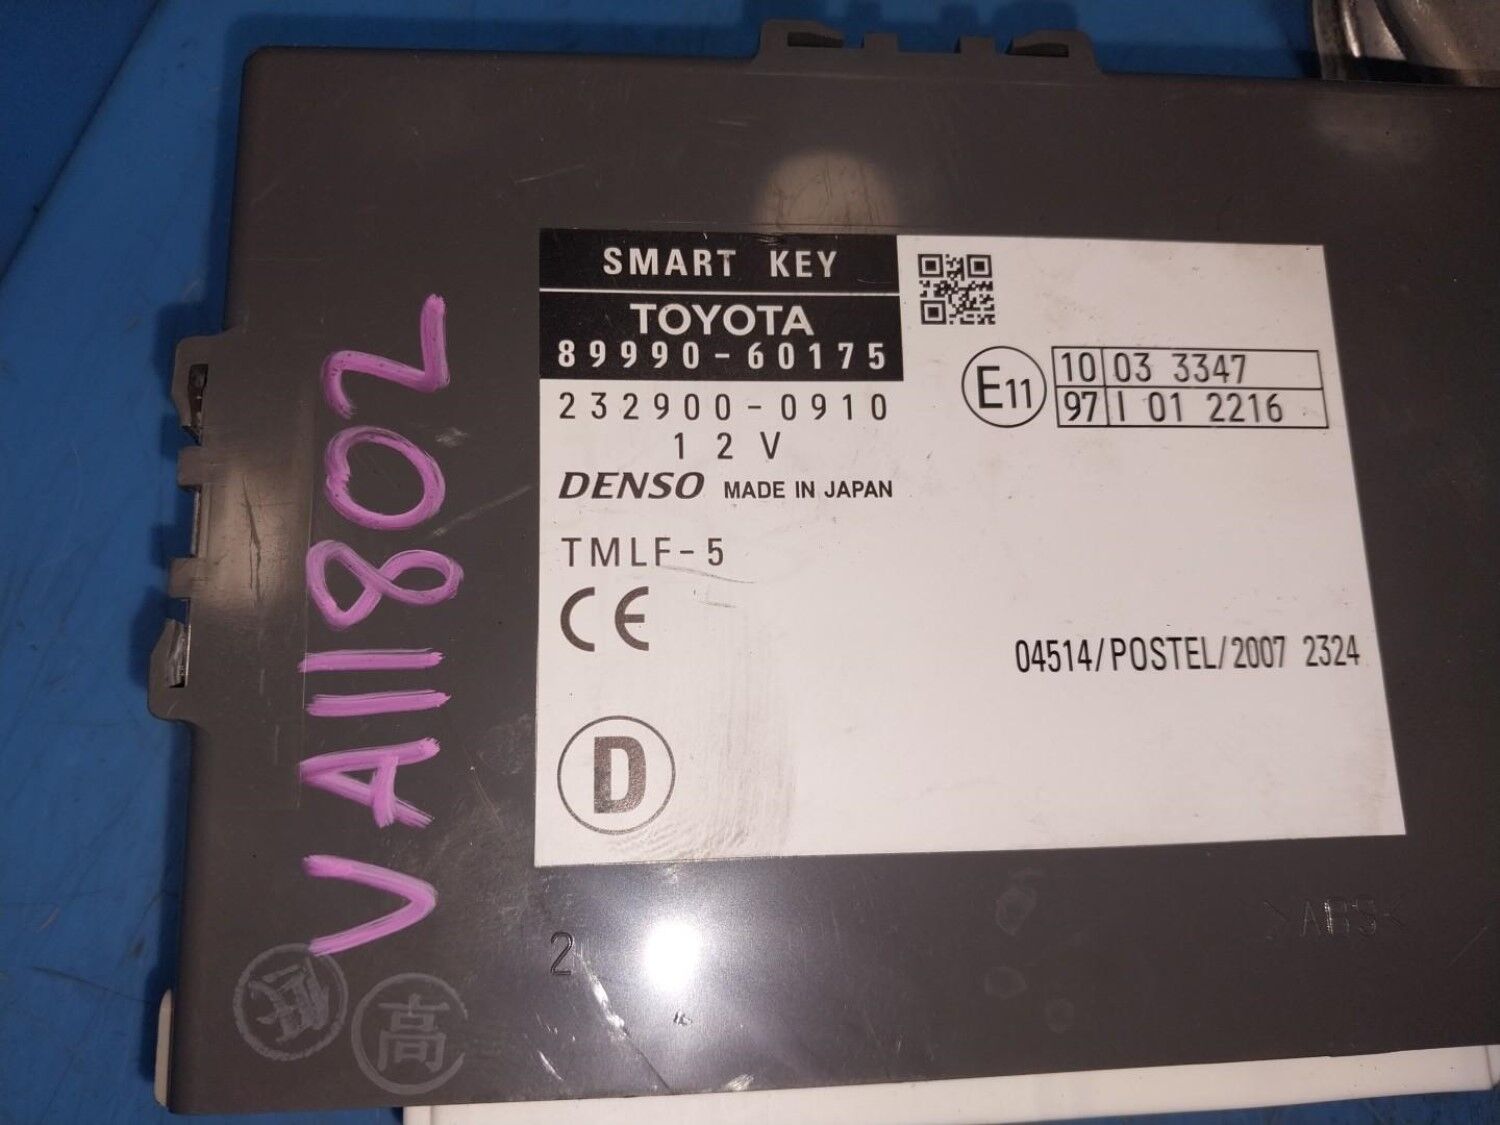 SMART KEY
TOYOTA
89990-60175
232900-0910
12V
DENSO MADE IN JAPAN
TMLF-5
CE
D
E11
10 03 3347
97 I 01 2216
04514/POSTEL/2007 2324
VA11802
2
高
>ABS<